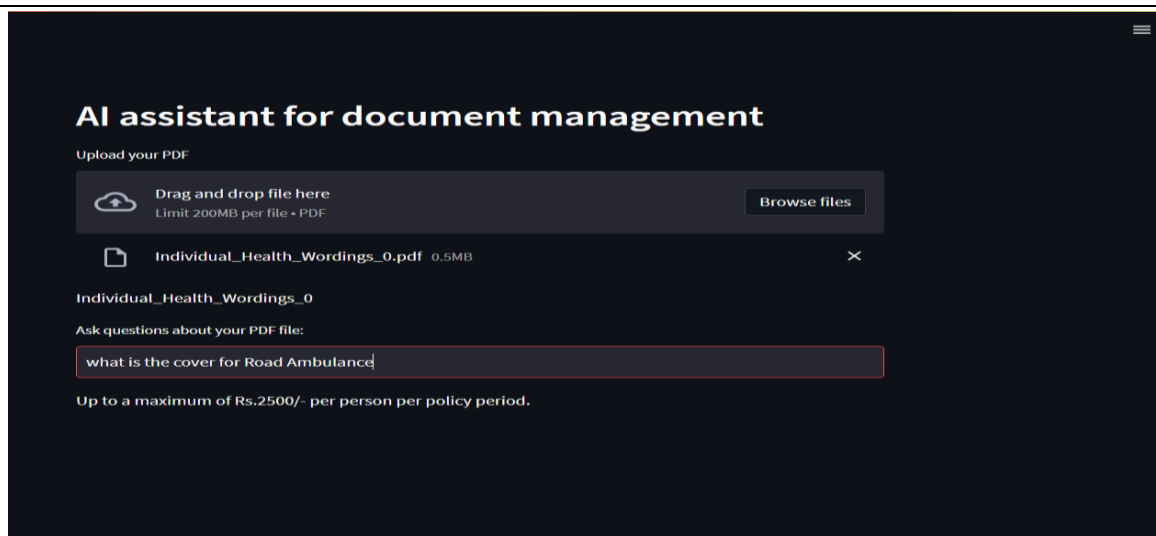 AI assistant for document management
Upload your PDF
Drag and drop file here
Limit 200MB per file • PDF
Browse files
Individual_Health_Wordings_0.pdf 0.5MB
Individual_Health_Wordings_0
Ask questions about your PDF file:
what is the cover for Road Ambulance
Up to a maximum of Rs.2500/- per person per policy period.